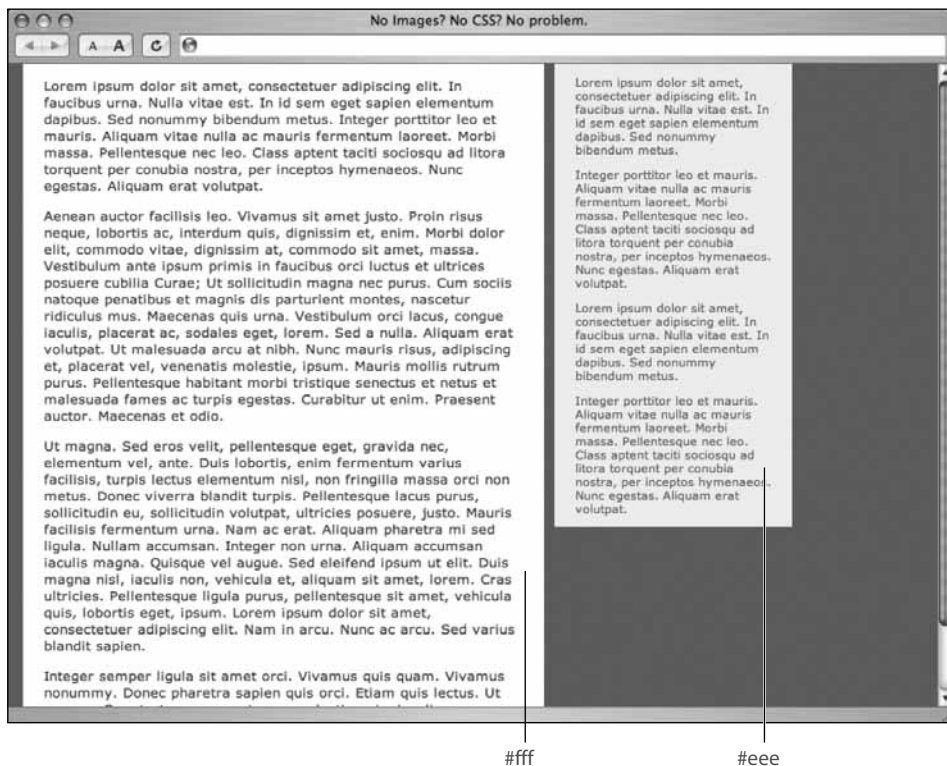 No Images? No CSS? No problem.
A A
Lorem ipsum dolor sit amet, consectetuer adipiscing elit. In
faucibus urna. Nulla vitae est. In id sem eget sapien elementum
dapibus. Sed nonummy bibendum metus. Integer porttitor leo et
mauris. Aliquam vitae nulla ac mauris fermentum laoreet. Morbi
massa. Pellentesque nec leo. Class aptent taciti sociosqu ad litora
torquent per conubia nostra, per inceptos hymenaeos. Nunc
egestas. Aliquam erat volutpat.
Aenean auctor facilisis leo. Vivamus sit amet justo. Proin risus
neque, lobortis ac, interdum quis, dignissim et, enim. Morbi dolor
elit, commodo vitae, dignissim at, commodo sit amet, massa.
Vestibulum ante ipsum primis in faucibus orci luctus et ultrices
posuere cubilia Curae; Ut sollicitudin magna nec purus. Cum sociis
natoque penatibus et magnis dis parturient montes, nascetur
ridiculus mus. Maecenas quis urna. Vestibulum orci lacus, congue
iaculis, placerat ac, sodales eget, lorem. Sed a nulla. Aliquam erat
volutpat. Ut malesuada arcu at nibh. Nunc mauris risus, adipiscing
et, placerat vel, venenatis molestie, ipsum. Mauris mollis rutrum
purus. Pellentesque habitant morbi tristique senectus et netus et
malesuada fames ac turpis egestas. Curabitur ut enim. Praesent
auctor. Maecenas et odio.
Ut magna. Sed eros velit, pellentesque eget, gravida nec,
elementum vel, ante. Duis lobortis, enim fermentum varius
facilisis, turpis lectus elementum nisl, non fringilla massa orci non
metus. Donec viverra blandit turpis. Pellentesque lacus purus,
sollicitudin eu, sollicitudin volutpat, ultricies posuere, justo. Mauris
facilisis fermentum urna. Nam ac erat. Aliquam pharetra mi sed
ligula. Nullam accumsan. Integer non urna. Aliquam accumsan
iaculis magna. Quisque vel augue. Sed eleifend ipsum ut elit. Duis
magna nisl, iaculis non, vehicula et, aliquam sit amet, lorem. Cras
ultricies. Pellentesque ligula purus, pellentesque sit amet, vehicula
quis, lobortis eget, ipsum. Lorem ipsum dolor sit amet,
consectetuer adipiscing elit. Nam in arcu. Nunc ac arcu. Sed varius
blandit sapien.
Integer semper ligula sit amet orci. Vivamus quis quam. Vivamus
nonummy. Donec pharetra sapien quis orci. Etiam quis lectus. Ut
Lorem ipsum dolor sit amet,
consectetuer adipiscing elit.
faucibus urna. Nulla vitae est. In
id sem eget sapien elementum
dapibus. Sed nonummy
bibendum metus.
Integer porttitor leo et mauris.
Aliquam vitae nulla ac mauris
fermentum laoreet. Morbi
massa. Pellentesque nec leo.
Class aptent taciti sociosqu ad
litora torquent per conubia
nostra, per inceptos hymenaeos.
Nunc egestas. Aliquam erat
volutpat.
Lorem ipsum dolor sit amet,
consectetuer adipiscing elit.
faucibus urna. Nulla vitae est. In
id sem eget sapien elementum
dapibus. Sed nonummy
bibendum metus.
Integer porttitor leo et mauris.
Aliquam vitae nulla ac mauris
fermentum laoreet. Morbi
massa. Pellentesque nec leo.
Class aptent taciti sociosqu ad
litora torquent per conubia
nostra, per inceptos hymenaeos.
Nunc egestas. Aliquam erat
volutpat.
#fff #eee